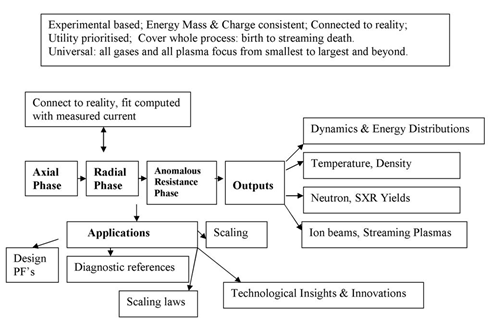 Experimental based; Energy Mass & Charge consistent; Connected to reality;
Utility prioritised; Cover whole process: birth to streaming death.
Universal: all gases and all plasma focus from smallest to largest and beyond.
Connect to reality, fit computed
with measured current
Axial
Phase
Radial
Phase
Anomalous
Resistance
Phase
Outputs
Dynamics & Energy Distributions
Temperature, Density
Neutron, SXR Yields
Ion beams, Streaming Plasmas
Applications
Scaling
Design
PF's
Diagnostic references
Scaling laws
Technological Insights & Innovations